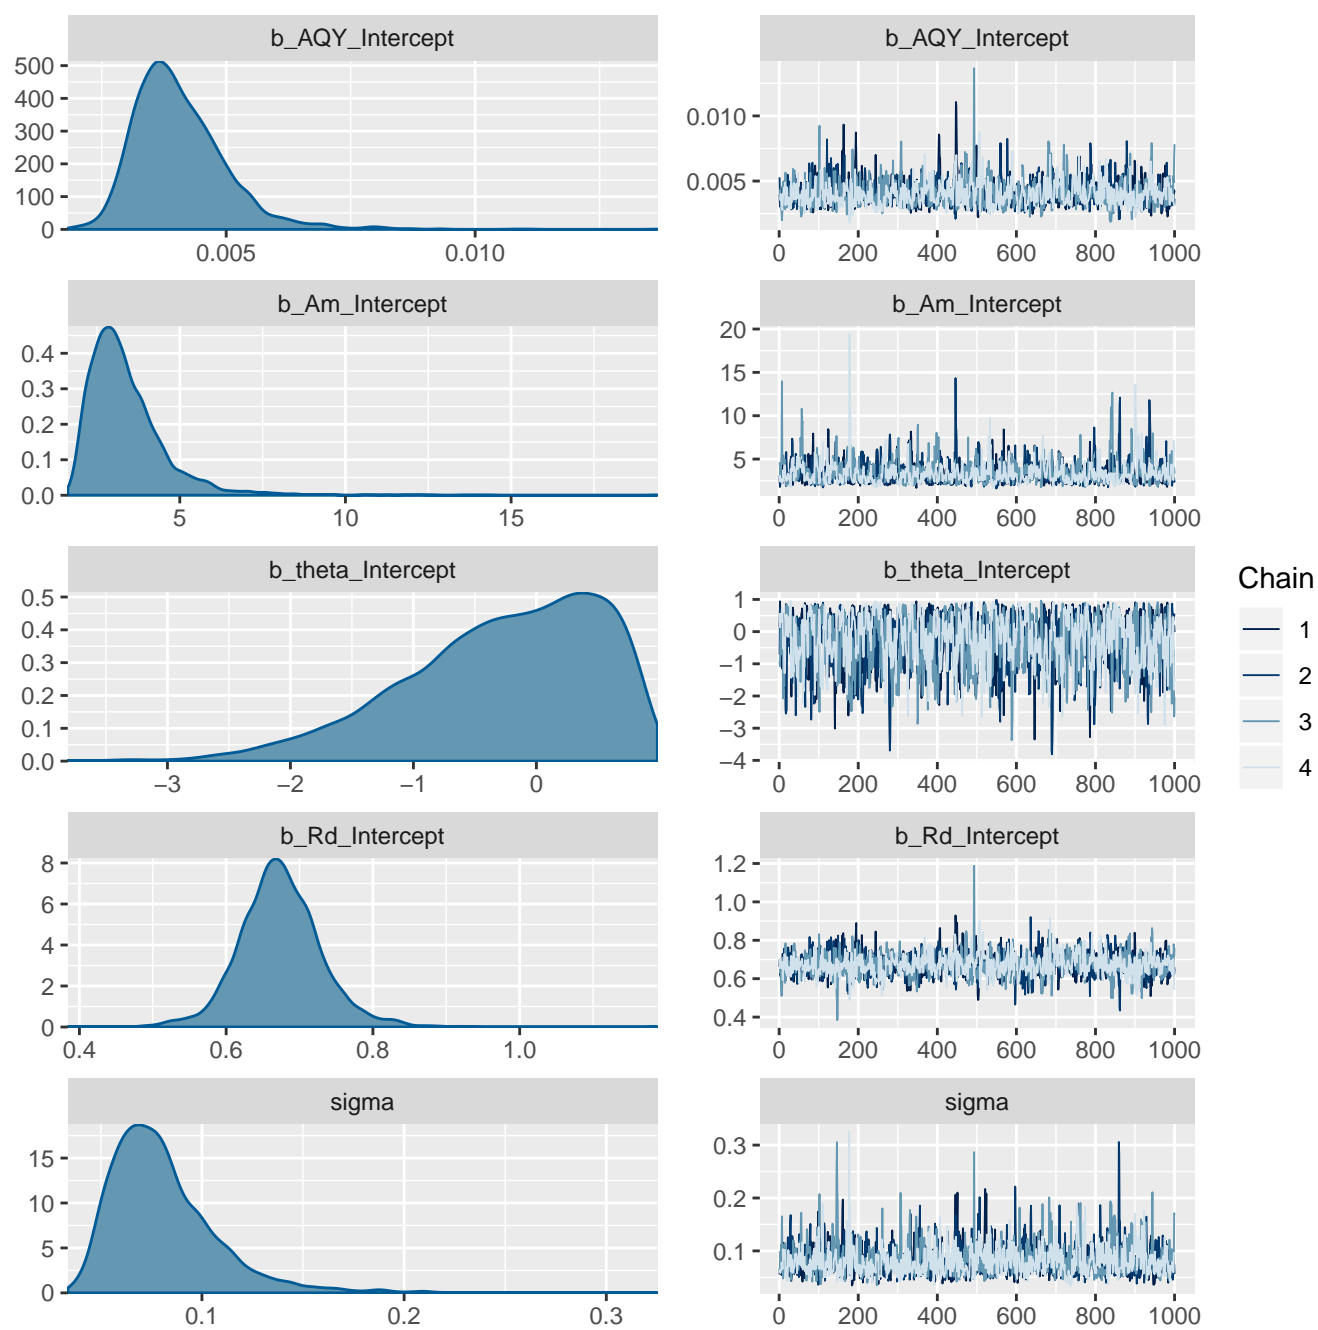 b_AQY_Intercept
500
400
300
200
100
0
0.005 0.010
b_AQY_Intercept
0.010
0.005
0 200 400 600 800 1000
b_Am_Intercept
0.4
0.3
0.2
0.1
0.0
5 10 15
b_Am_Intercept
20
15
10
5
0 200 400 600 800 1000
b_theta_Intercept
0.5
0.4
0.3
0.2
0.1
0.0
−3 −2 −1 0
b_theta_Intercept
1
0
−1
−2
−3
−4
0 200 400 600 800 1000
b_Rd_Intercept
8
6
4
2
0
0.4 0.6 0.8 1.0
b_Rd_Intercept
1.2
1.0
0.8
0.6
0.4
0 200 400 600 800 1000
sigma
15
10
5
0
0.1 0.2 0.3
sigma
0.3
0.2
0.1
0 200 400 600 800 1000
Chain
1
2
3
4